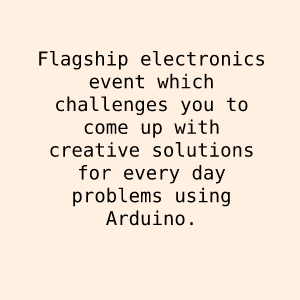 Flagship electronics
event which
challenges you to
come up with
creative solutions
for every day
problems using
Arduino.